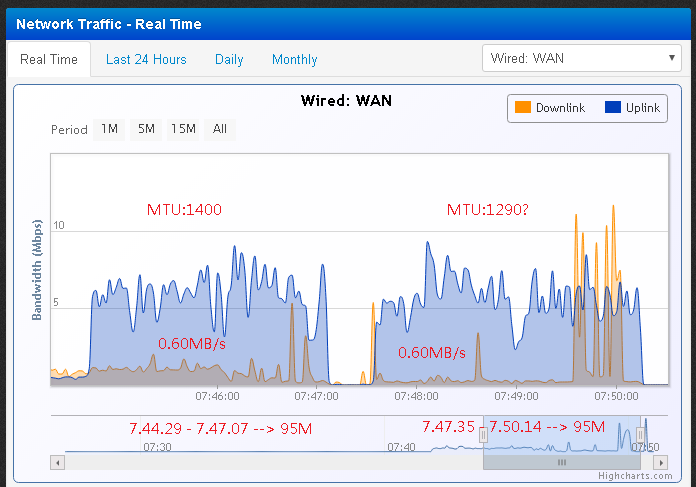 Network Traffic - Real Time
Real Time Last 24 Hours Daily Monthly Wired: WAN
Wired: WAN
Downlink Uplink
Period 1M 5M 15M All
MTU:1400 MTU:1290?
10
Bandwidth (Mbps)
5
0.60MB/s 0.60MB/s
07:46:00 07:47:00 07:48:00 07:49:00 07:50:00
7.44.29 - 7.47.07 --> 95M 7.47.35 - 7.50.14 --> 95M
07:30 07:40 07:50
Highcharts.com